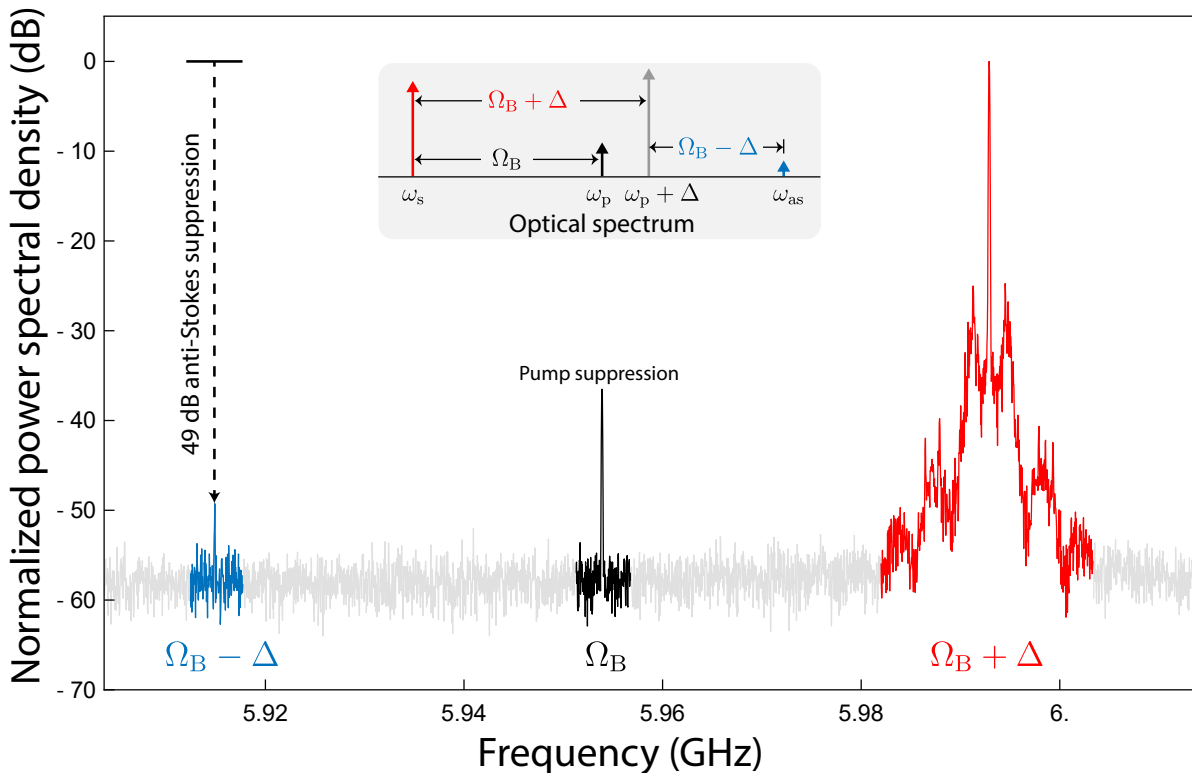 Normalized power spectral density (dB)
0
- 10
- 20
- 30
- 40
- 50
- 60
- 70
49 dB anti-Stokes suppression
Ω_B + Δ
Ω_B
Ω_B − Δ
ω_s
ω_p
ω_p + Δ
ω_as
Optical spectrum
Pump suppression
Ω_B − Δ
Ω_B
Ω_B + Δ
5.92
5.94
5.96
5.98
6.
Frequency (GHz)